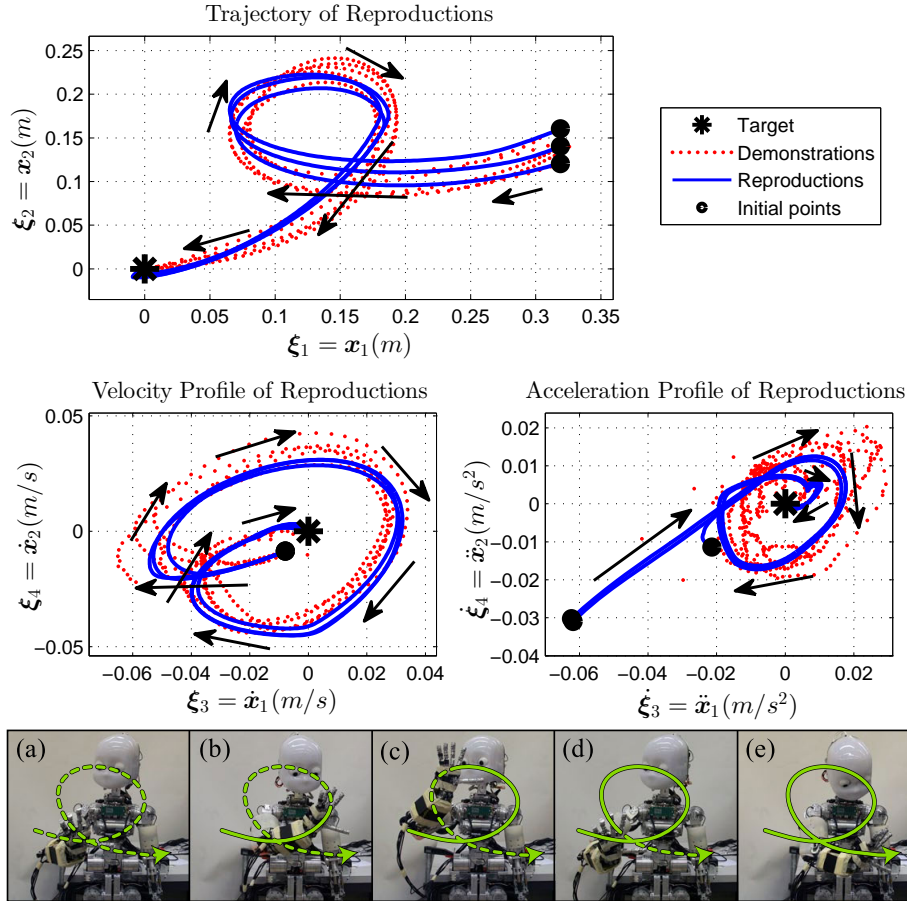 Trajectory of Reproductions
0.25
0.2
0.15
0.1
0.05
0
ξ₂ = x₂(m)
0 0.05 0.1 0.15 0.2 0.25 0.3 0.35
ξ₁ = x₁(m)
Target
Demonstrations
Reproductions
Initial points
Velocity Profile of Reproductions
0.05
0
−0.05
ξ₄ = ẋ₂(m/s)
−0.06 −0.04 −0.02 0 0.02 0.04
ξ₃ = ẋ₁(m/s)
Acceleration Profile of Reproductions
0.02
0.01
0
−0.01
−0.02
−0.03
−0.04
ξ̇₄ = ẍ₂(m/s²)
−0.06 −0.04 −0.02 0 0.02
ξ̇₃ = ẍ₁(m/s²)
(a) (b) (c) (d) (e)